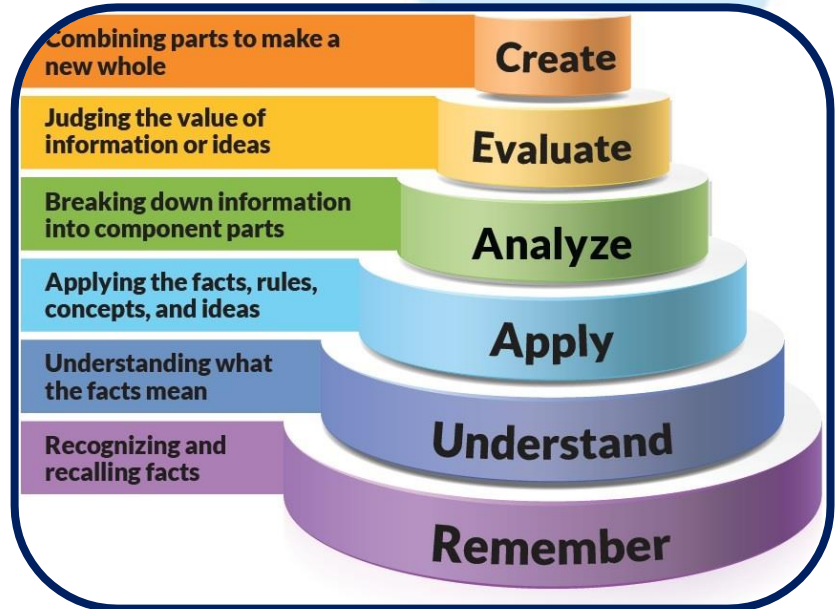 Combining parts to make a
new whole
Create
Judging the value of
information or ideas
Evaluate
Breaking down information
into component parts
Analyze
Applying the facts, rules,
concepts, and ideas
Apply
Understanding what
the facts mean
Understand
Recognizing and
recalling facts
Remember